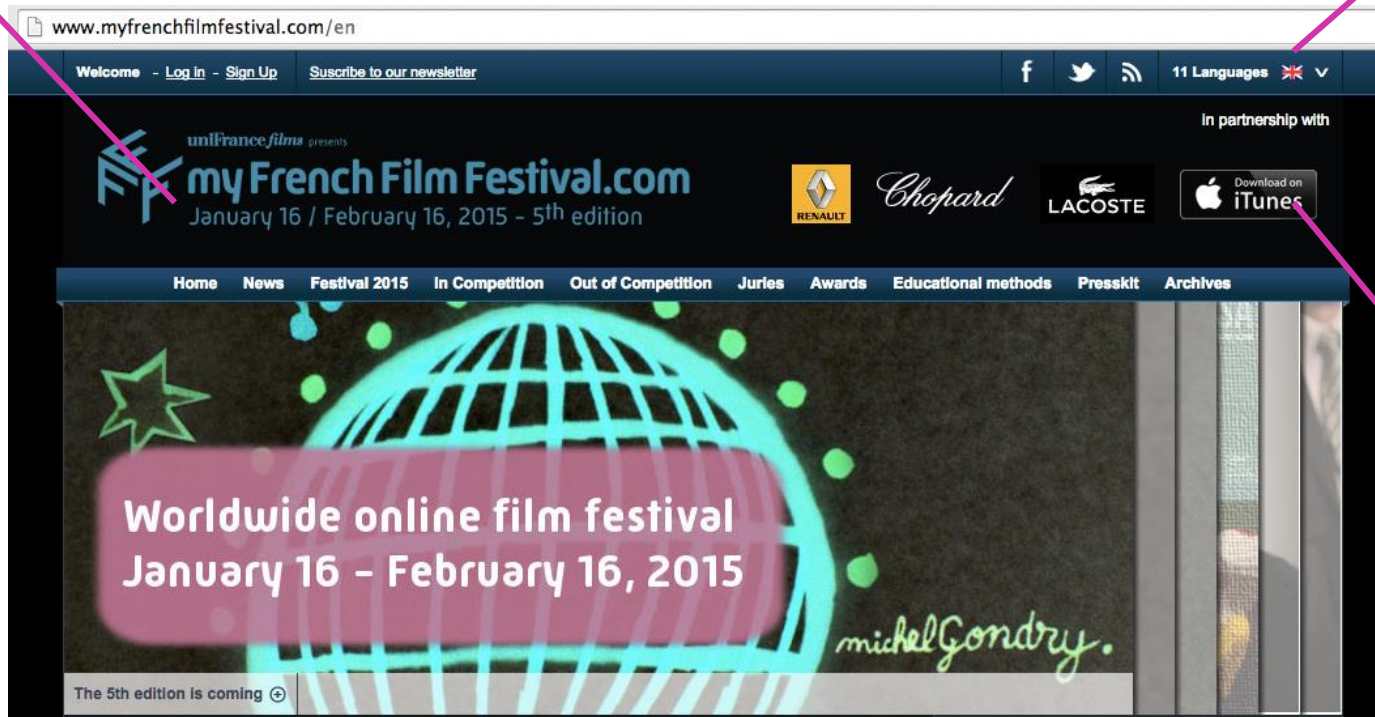 www.myfrenchfilmfestival.com/en
Welcome - Log in - Sign Up Suscribe to our newsletter f 11 Languages
in partnership with
uniFrance films presents
my French Film Festival.com
January 16 / February 16, 2015 - 5th edition
RENAULT
Chopard
LACOSTE
Download on
iTunes
Home News Festival 2015 In Competition Out of Competition Juries Awards Educational methods Presskit Archives
Worldwide online film festival
January 16 - February 16, 2015
michelGondry.
The 5th edition is coming